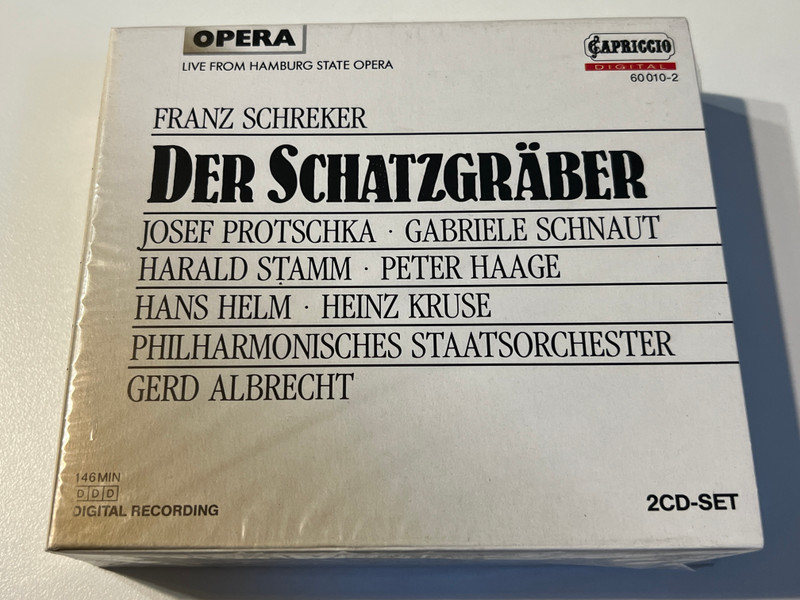 OPERA
LIVE FROM HAMBURG STATE OPERA
CAPRICCIO
DIGITAL
60 010-2
FRANZ SCHREKER
DER SCHATZGRÄBER
JOSEF PROTSCHKA · GABRIELE SCHNAUT
HARALD STAMM · PETER HAAGE
HANS HELM · HEINZ KRUSE
PHILHARMONISCHES STAATSORCHESTER
GERD ALBRECHT
146 MIN
DDD
DIGITAL RECORDING
2CD-SET